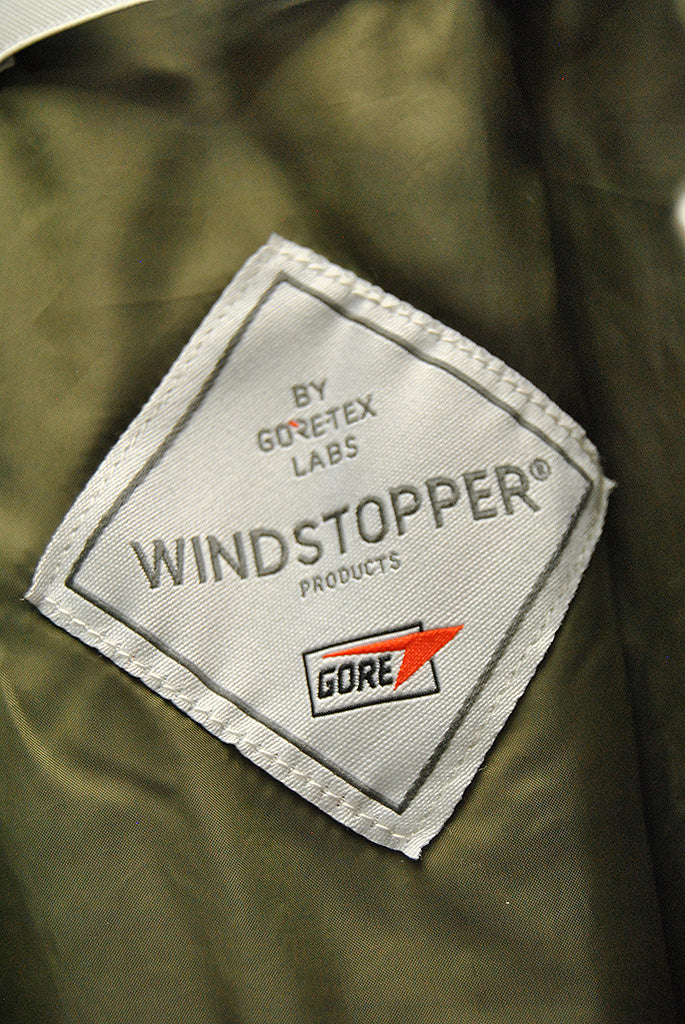 BY
GORE-TEX
LABS
WINDSTOPPER®
PRODUCTS
GORE